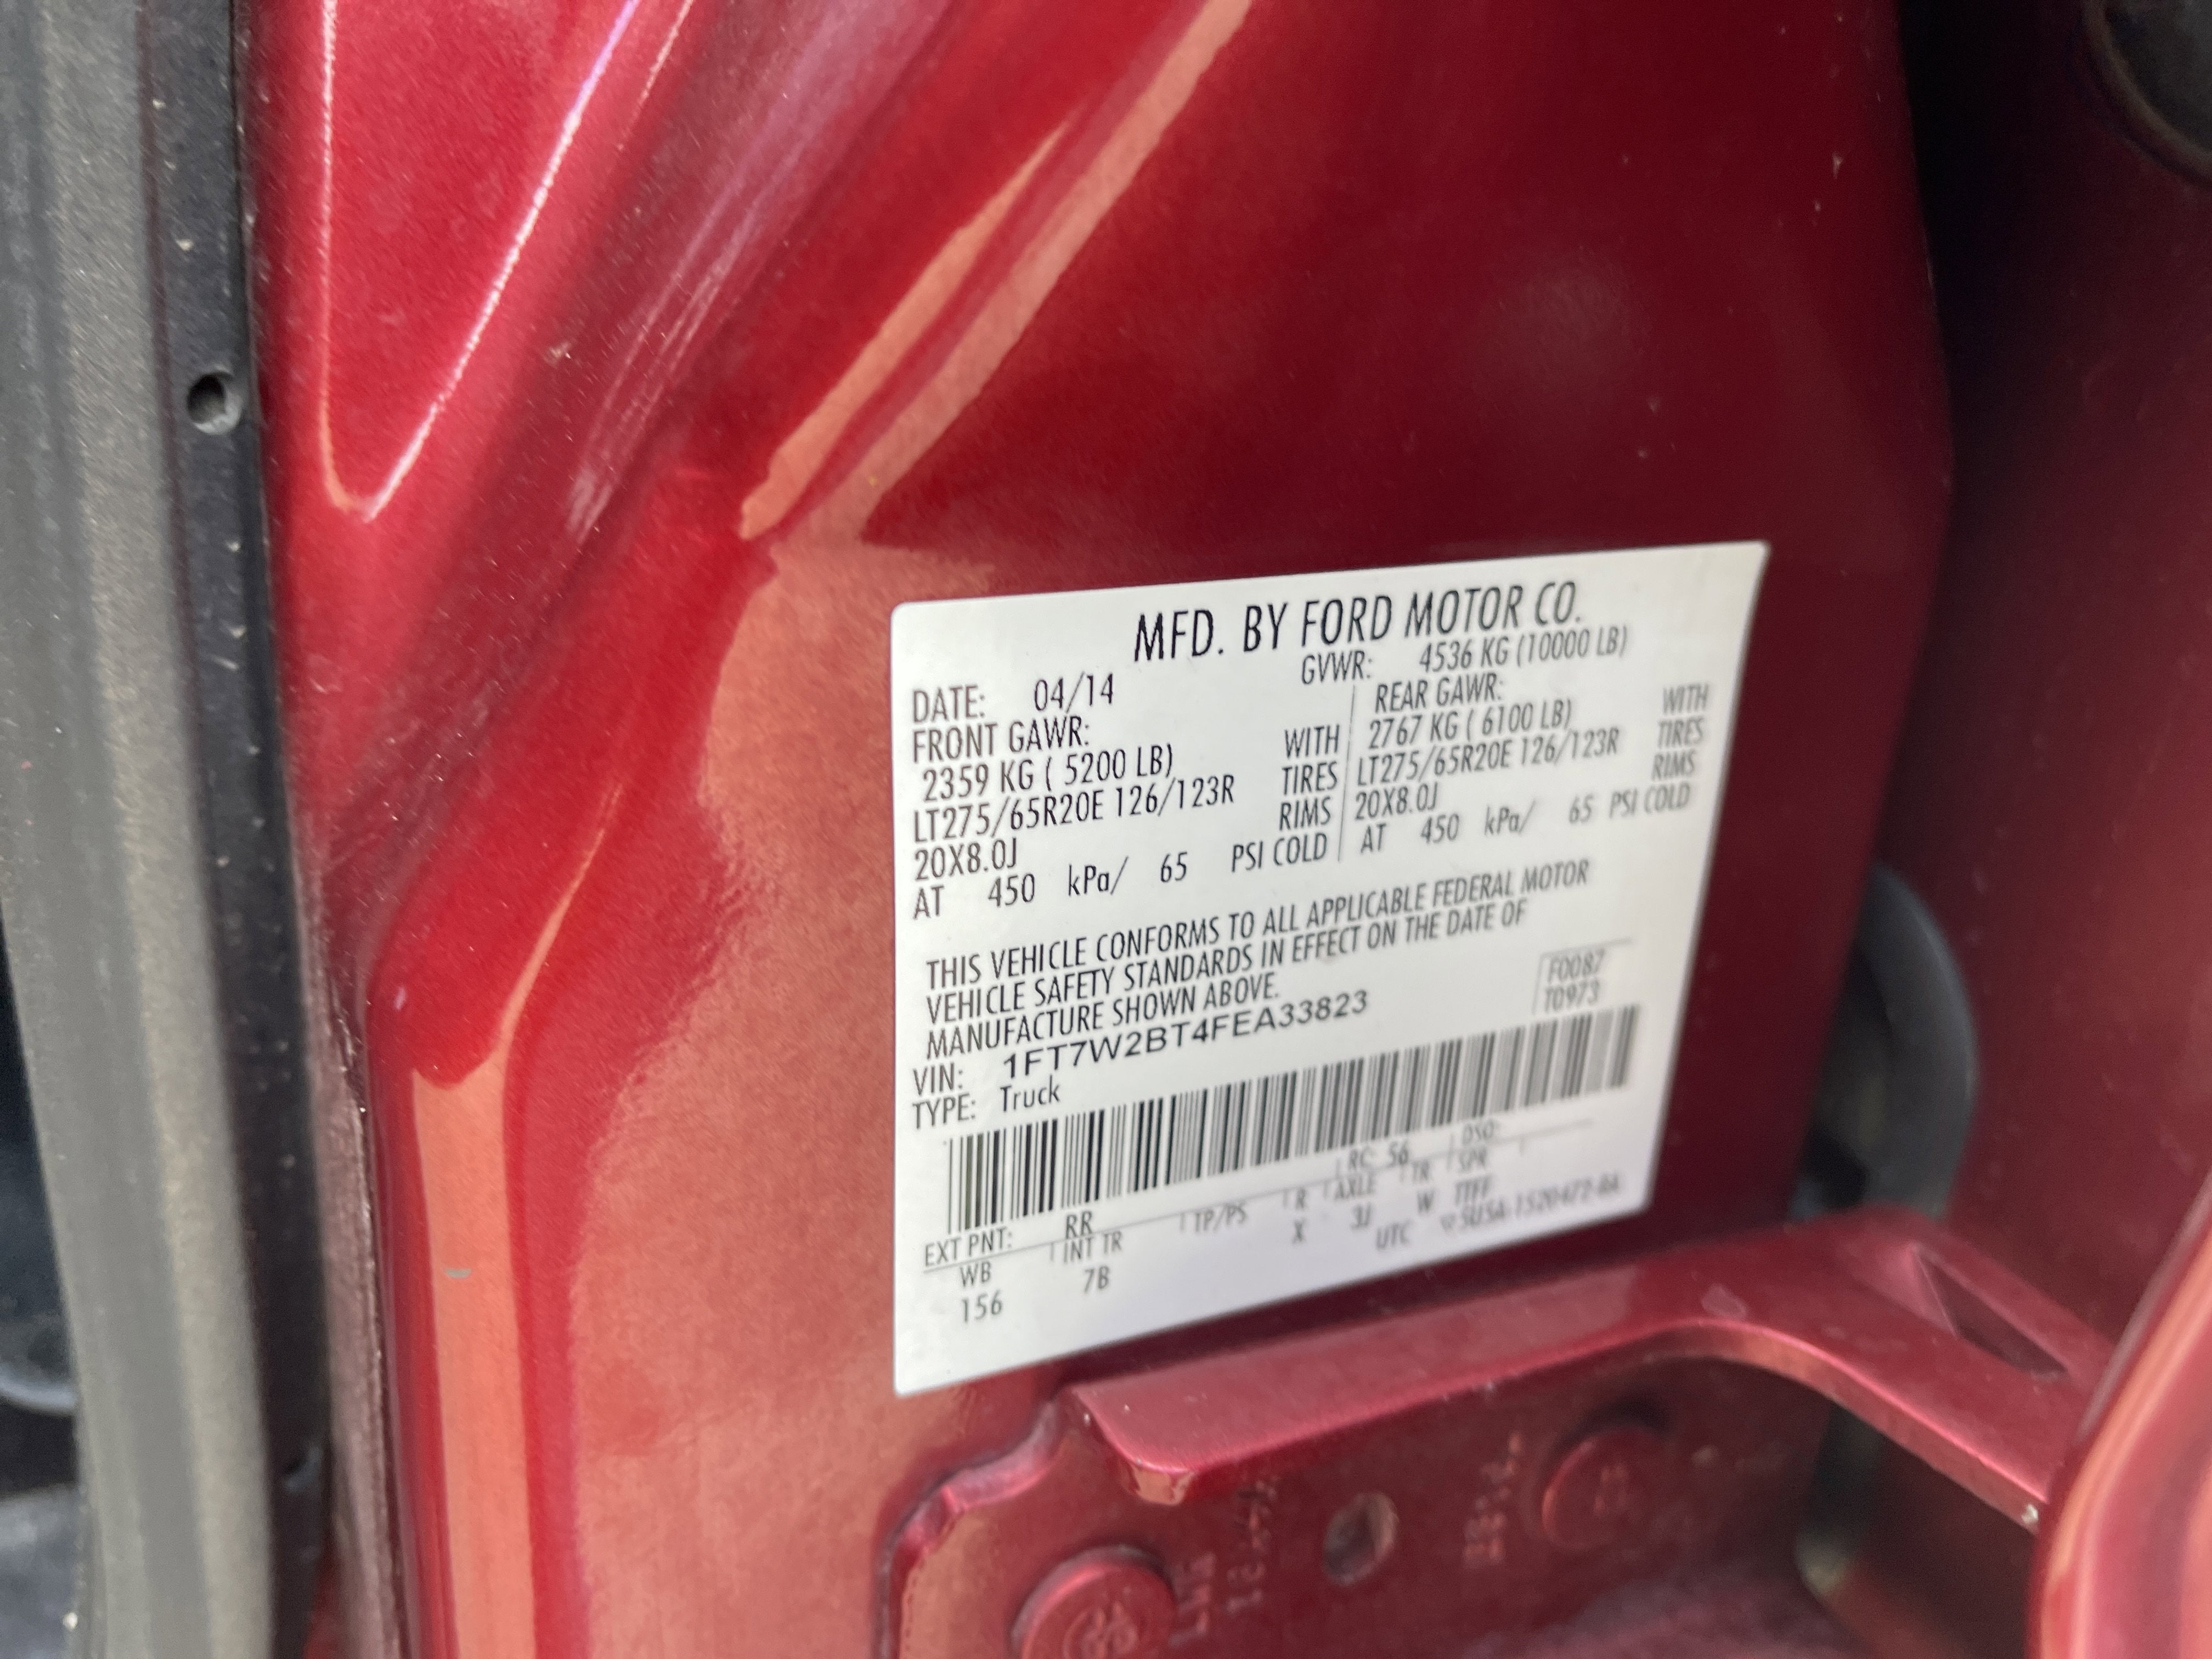 MFD. BY FORD MOTOR CO.
DATE: 04/14 GVWR: 4536 KG (10000 LB)
FRONT GAWR: REAR GAWR:
2359 KG ( 5200 LB) WITH 2767 KG ( 6100 LB) WITH
LT275/65R20E 126/123R TIRES LT275/65R20E 126/123R TIRES
20X8.0J RIMS 20X8.0J RIMS
AT 450 kPa/ 65 PSI COLD AT 450 kPa/ 65 PSI COLD
THIS VEHICLE CONFORMS TO ALL APPLICABLE FEDERAL MOTOR
VEHICLE SAFETY STANDARDS IN EFFECT ON THE DATE OF
MANUFACTURE SHOWN ABOVE.
F0087
VIN: 1FT7W2BT4FEA33823 T0973
TYPE: Truck
EXT PNT: RR RC: 56 DSO:
WB INT TR TP/PS R AXLE TR SPR
156 7B X 3J W TTFF
UTC